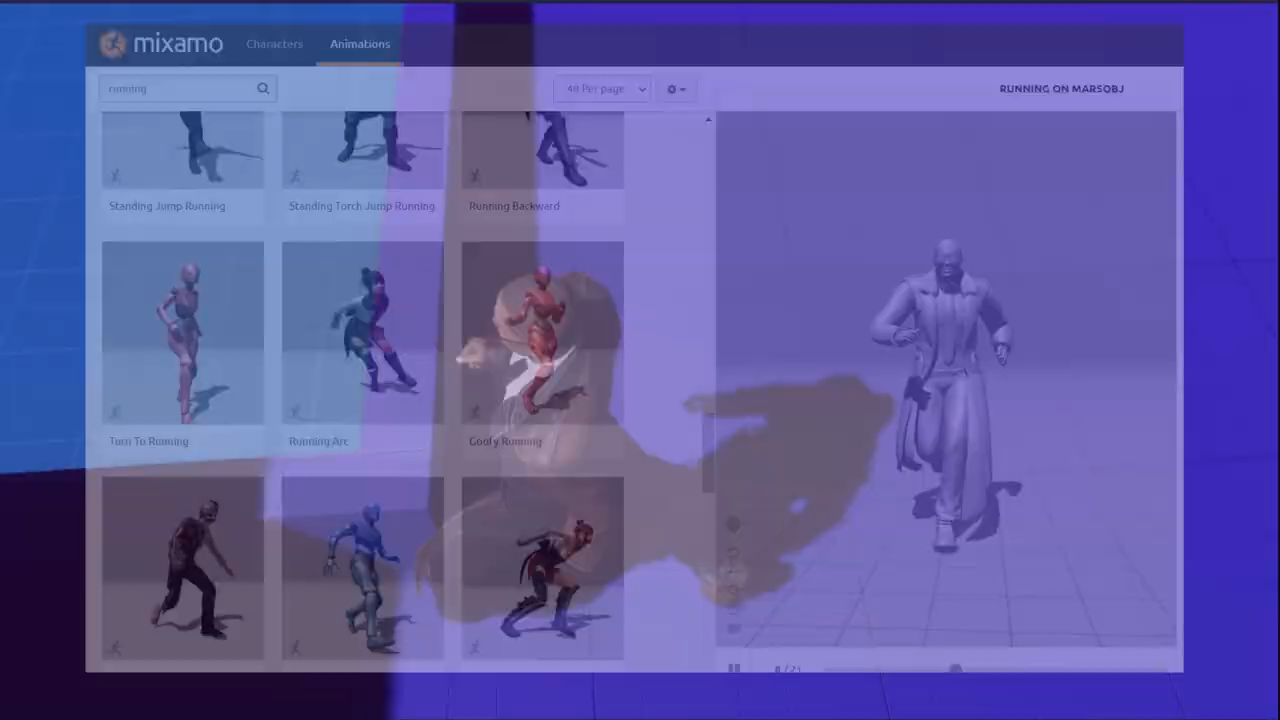 mixamo Characters Animations
running 48 Per page RUNNING ON MARSOBJ
Standing Jump Running Standing Torch Jump Running Running Backward
Turn To Running Running Arc Goofy Running